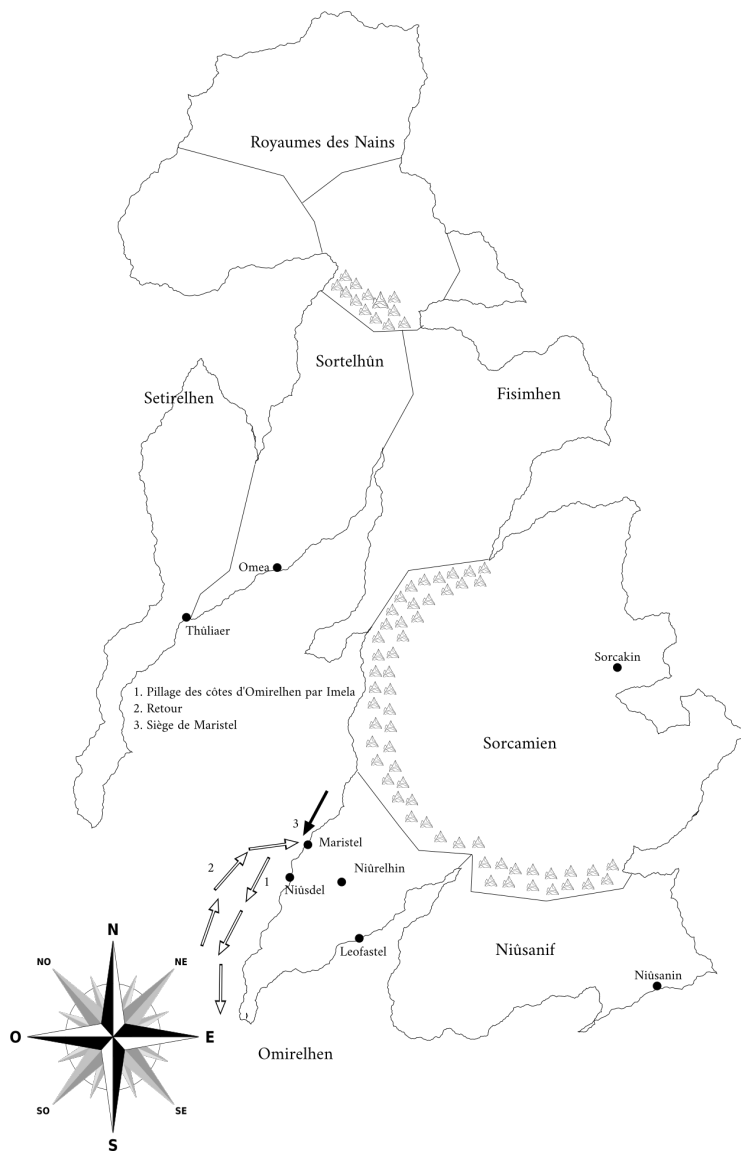 Royaumes des Nains
Sortelhûn
Setirelhen
Fisimhen
Omea
Thûliaer
Sorcakin
1. Pillage des côtes d'Omirelhen par Imela
2. Retour
3. Siège de Maristel
Sorcamien
3
Maristel
2
1
Niûrelhin
Niûsdel
Leofastel
Niûsanif
Niûsanin
Omirelhen
N
NO
NE
O
E
SO
SE
S